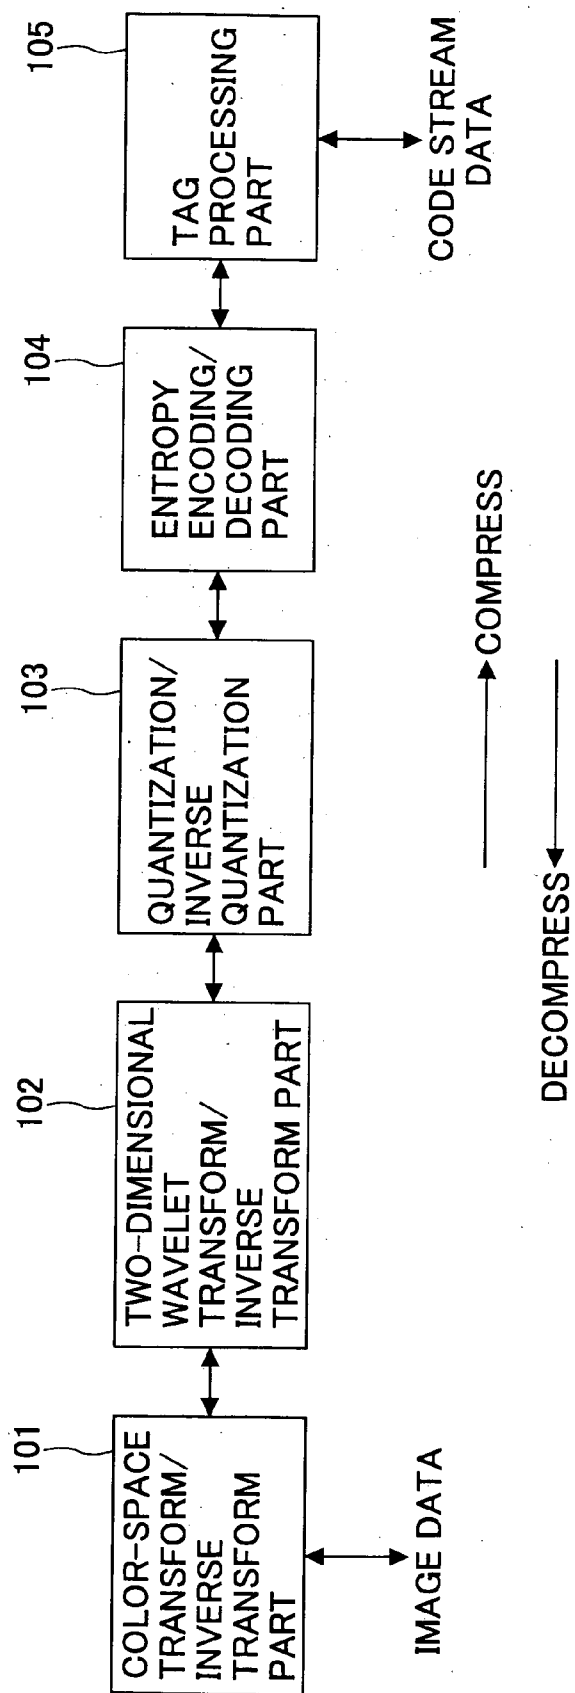 101
COLOR-SPACE
TRANSFORM/
INVERSE
TRANSFORM
PART
IMAGE DATA
102
TWO-DIMENSIONAL
WAVELET
TRANSFORM/
INVERSE
TRANSFORM PART
103
QUANTIZATION/
INVERSE
QUANTIZATION
PART
104
ENTROPY
ENCODING/
DECODING
PART
105
TAG
PROCESSING
PART
CODE STREAM
DATA
COMPRESS
DECOMPRESS